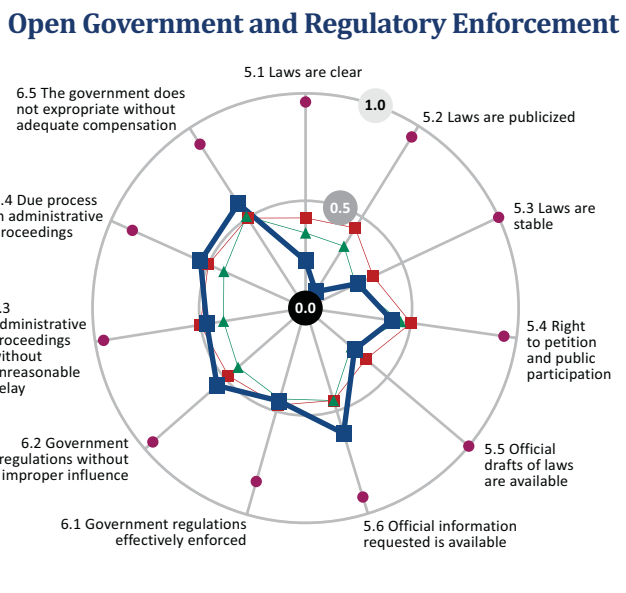 Open Government and Regulatory Enforcement
5.1 Laws are clear
1.0
5.2 Laws are publicized
6.5 The government does
not expropriate without
adequate compensation
0.5
5.3 Laws are
stable
.4 Due process
administrative
proceedings
0.0
.3
administrative
proceedings
without
unreasonable
delay
5.4 Right
to petition
and public
participation
6.2 Government
regulations without
improper influence
5.5 Official
drafts of laws
are available
6.1 Government regulations
effectively enforced
5.6 Official information
requested is available